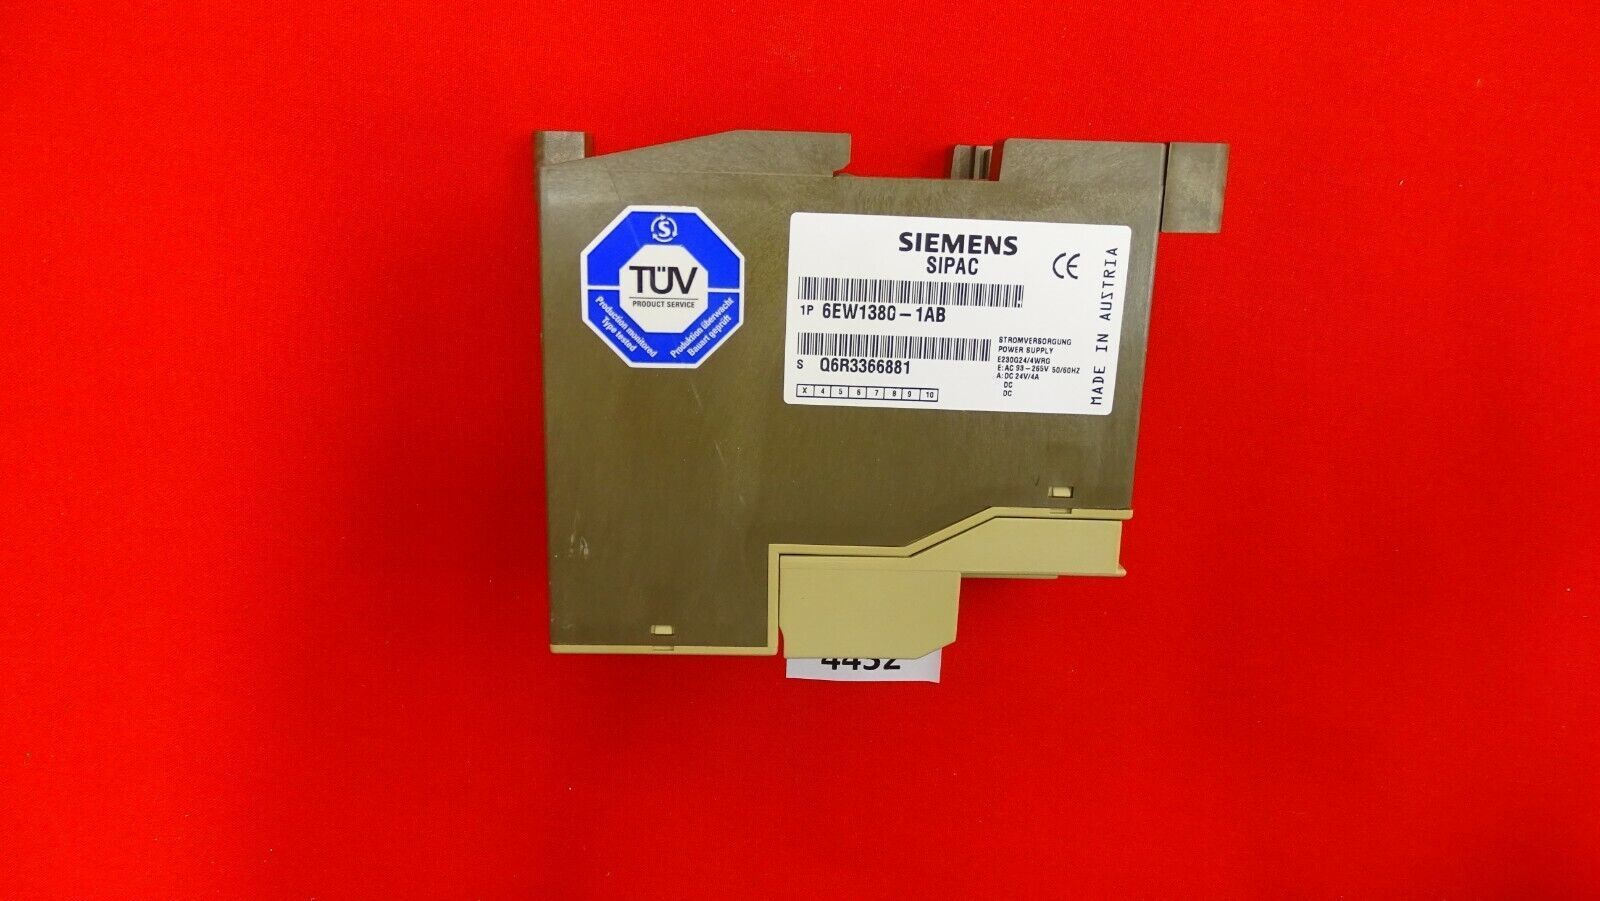 S
TÜV
PRODUCT SERVICE
Production monitored
Type tested
Produktion überwacht
Bauart geprüft
SIEMENS
SIPAC
CE
1P 6EW1380-1AB
S Q6R3366881
X 4 5 6 7 8 9 10
STROMVERSORGUNG
POWER SUPPLY
E230G24/4WRG
E: AC 93-265V 50/60HZ
A: DC 24V/4A
DC
DC
MADE IN AUSTRIA
4452